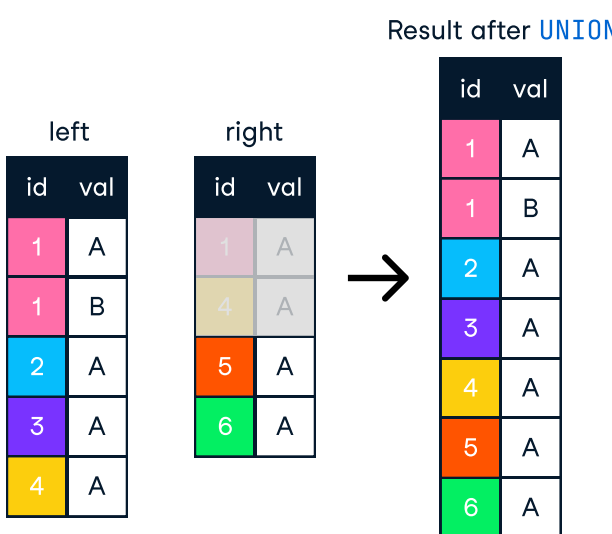 Result after UNION
left
id val
1 A
1 B
2 A
3 A
4 A
right
id val
1 A
4 A
5 A
6 A
id val
1 A
1 B
2 A
3 A
4 A
5 A
6 A